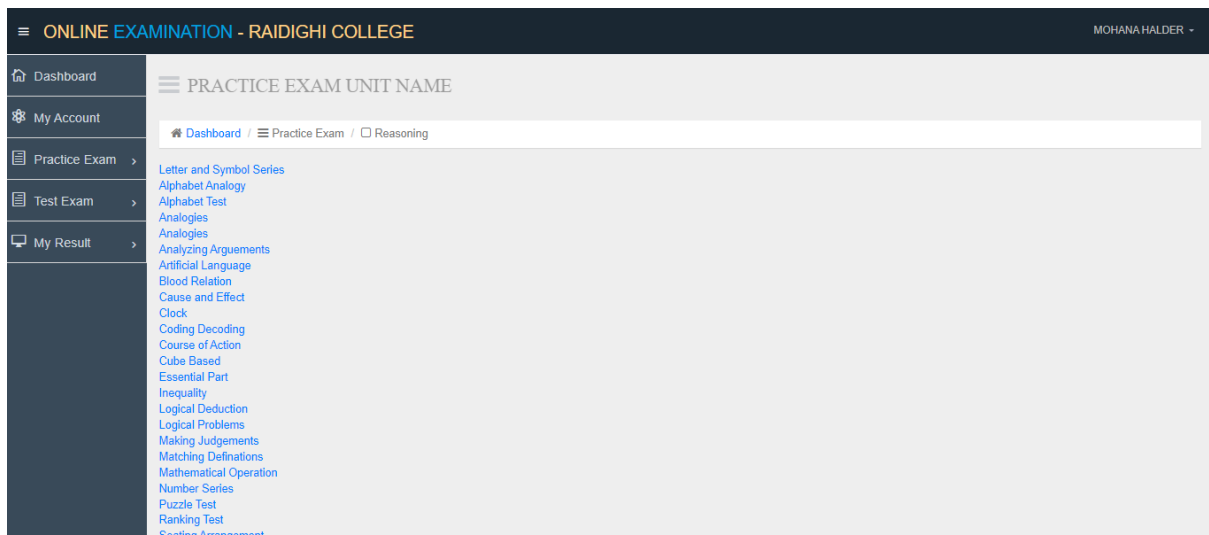 ONLINE EXAMINATION - RAIDIGHI COLLEGE
MOHANA HALDER
Dashboard
My Account
Practice Exam
Test Exam
My Result
PRACTICE EXAM UNIT NAME
Dashboard / Practice Exam / Reasoning
Letter and Symbol Series
Alphabet Analogy
Alphabet Test
Analogies
Analogies
Analyzing Arguements
Artificial Language
Blood Relation
Cause and Effect
Clock
Coding Decoding
Course of Action
Cube Based
Essential Part
Inequality
Logical Deduction
Logical Problems
Making Judgements
Matching Definations
Mathematical Operation
Number Series
Puzzle Test
Ranking Test
Seating Arrangement